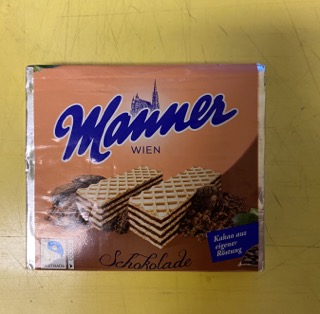 Manner
WIEN
Schokolade
Kakao aus
eigener
Röstung